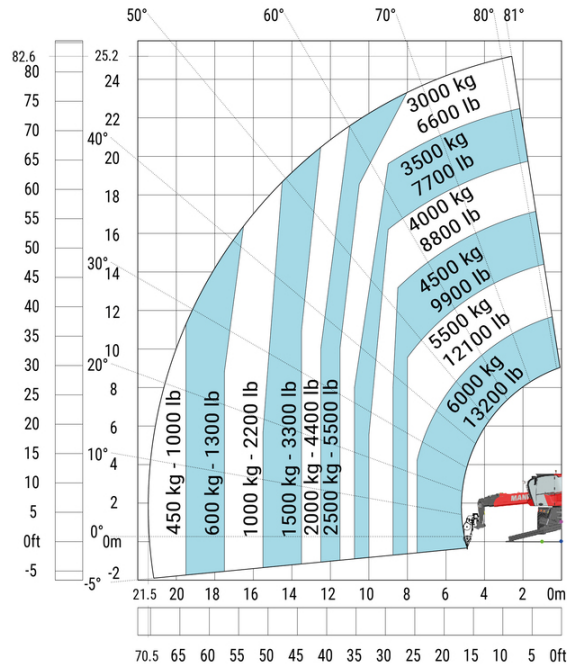 50° 60° 70° 80° 81°
82.6 25.2
80 24
75
22
70
40°
65 20
60 18
55
16
50
30° 14
45
12
40
35 10
30
20° 8
25
20 6
15 10° 4
10
2
5
0° 0m
0ft
-2
-5 -5°
3000 kg
6600 lb
3500 kg
7700 lb
4000 kg
8800 lb
4500 kg
9900 lb
5500 kg
12100 lb
6000 kg
13200 lb
450 kg - 1000 lb
600 kg - 1300 lb
1000 kg - 2200 lb
1500 kg - 3300 lb
2000 kg - 4400 lb
2500 kg - 5500 lb
21.5 20 18 16 14 12 10 8 6 4 2 0m
70.5 65 60 55 50 45 40 35 30 25 20 15 10 5 0ft